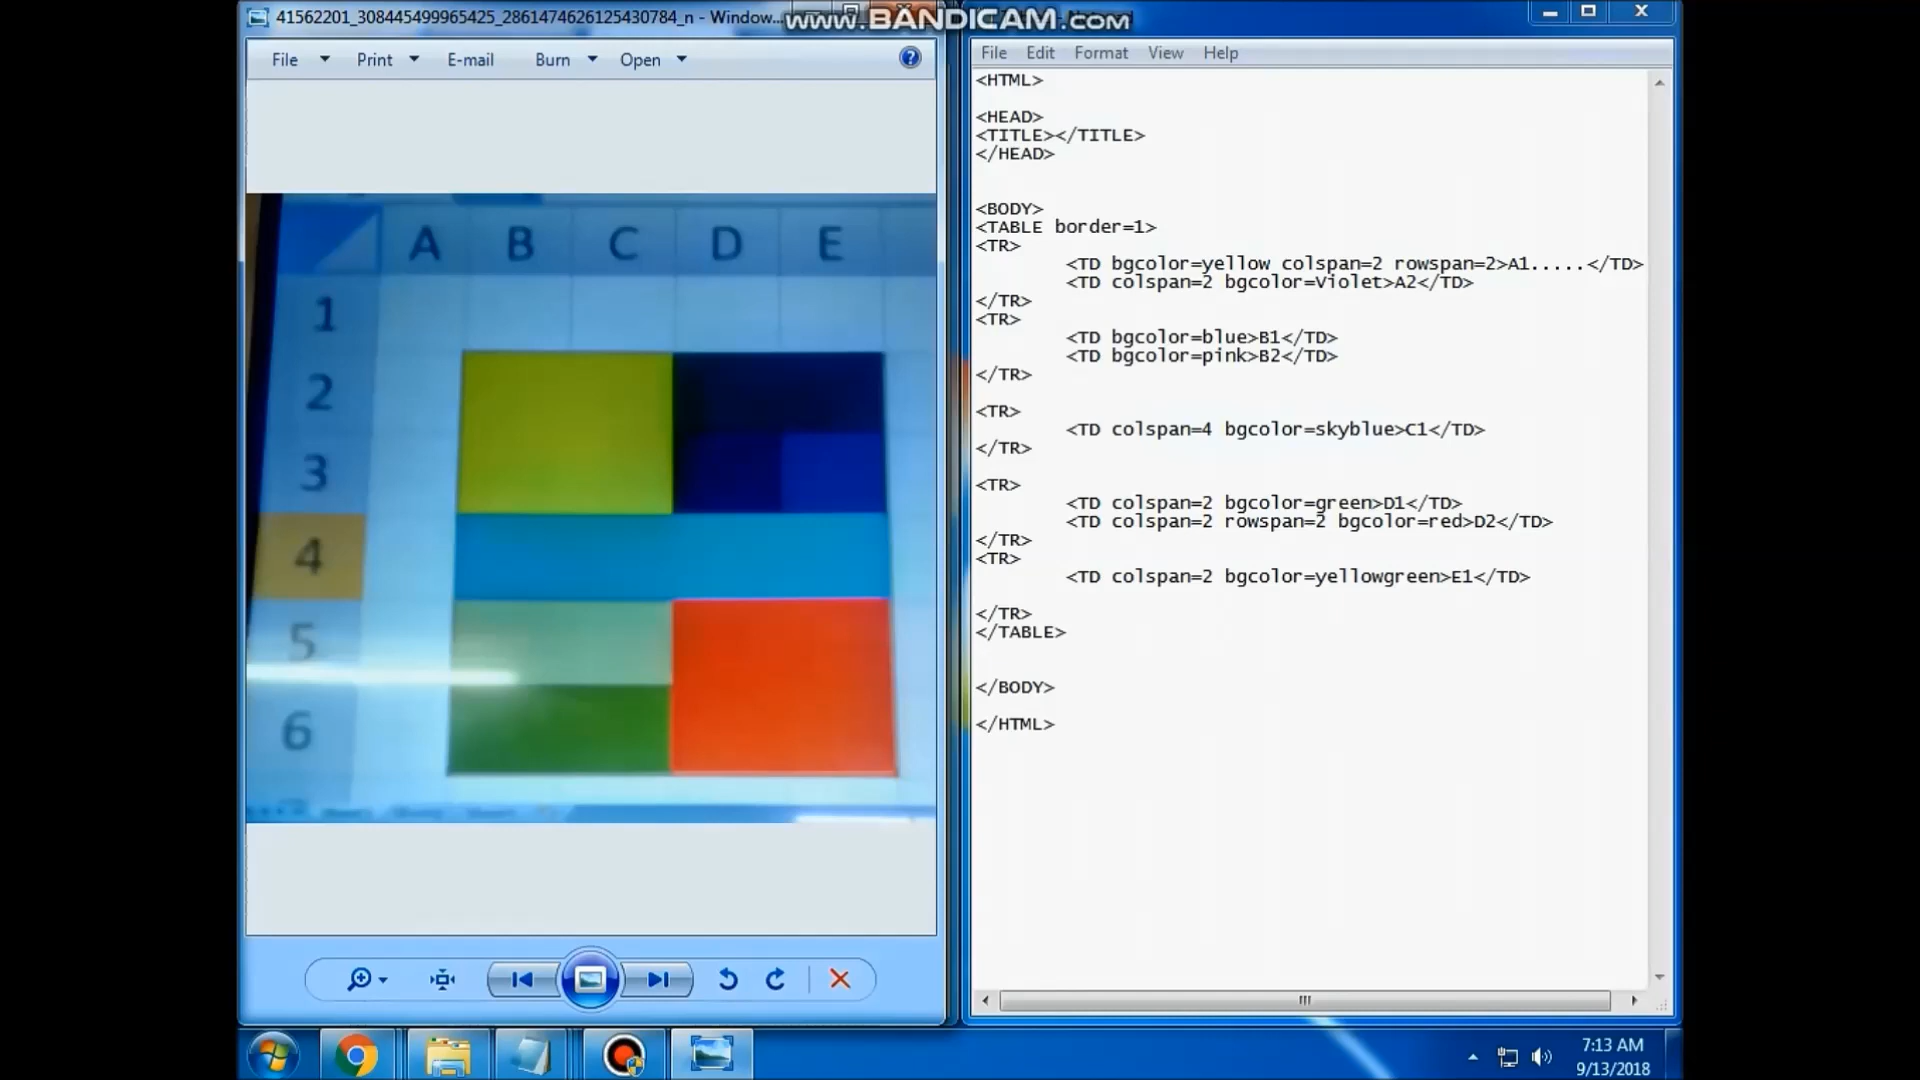 41562201_308445499965425_2861474626125430784_n - Window...
www.BANDICAM.com
File
Print
E-mail
Burn
Open
A B C D E
1
2
3
4
5
6
File Edit Format View Help
<HTML>
<HEAD>
<TITLE></TITLE>
</HEAD>
<BODY>
<TABLE border=1>
<TR>
<TD bgcolor=yellow colspan=2 rowspan=2>A1.....</TD>
<TD colspan=2 bgcolor=Violet>A2</TD>
</TR>
<TR>
<TD bgcolor=blue>B1</TD>
<TD bgcolor=pink>B2</TD>
</TR>
<TR>
<TD colspan=4 bgcolor=skyblue>C1</TD>
</TR>
<TR>
<TD colspan=2 bgcolor=green>D1</TD>
<TD colspan=2 rowspan=2 bgcolor=red>D2</TD>
</TR>
<TR>
<TD colspan=2 bgcolor=yellowgreen>E1</TD>
</TR>
</TABLE>
</BODY>
</HTML>
7:13 AM
9/13/2018